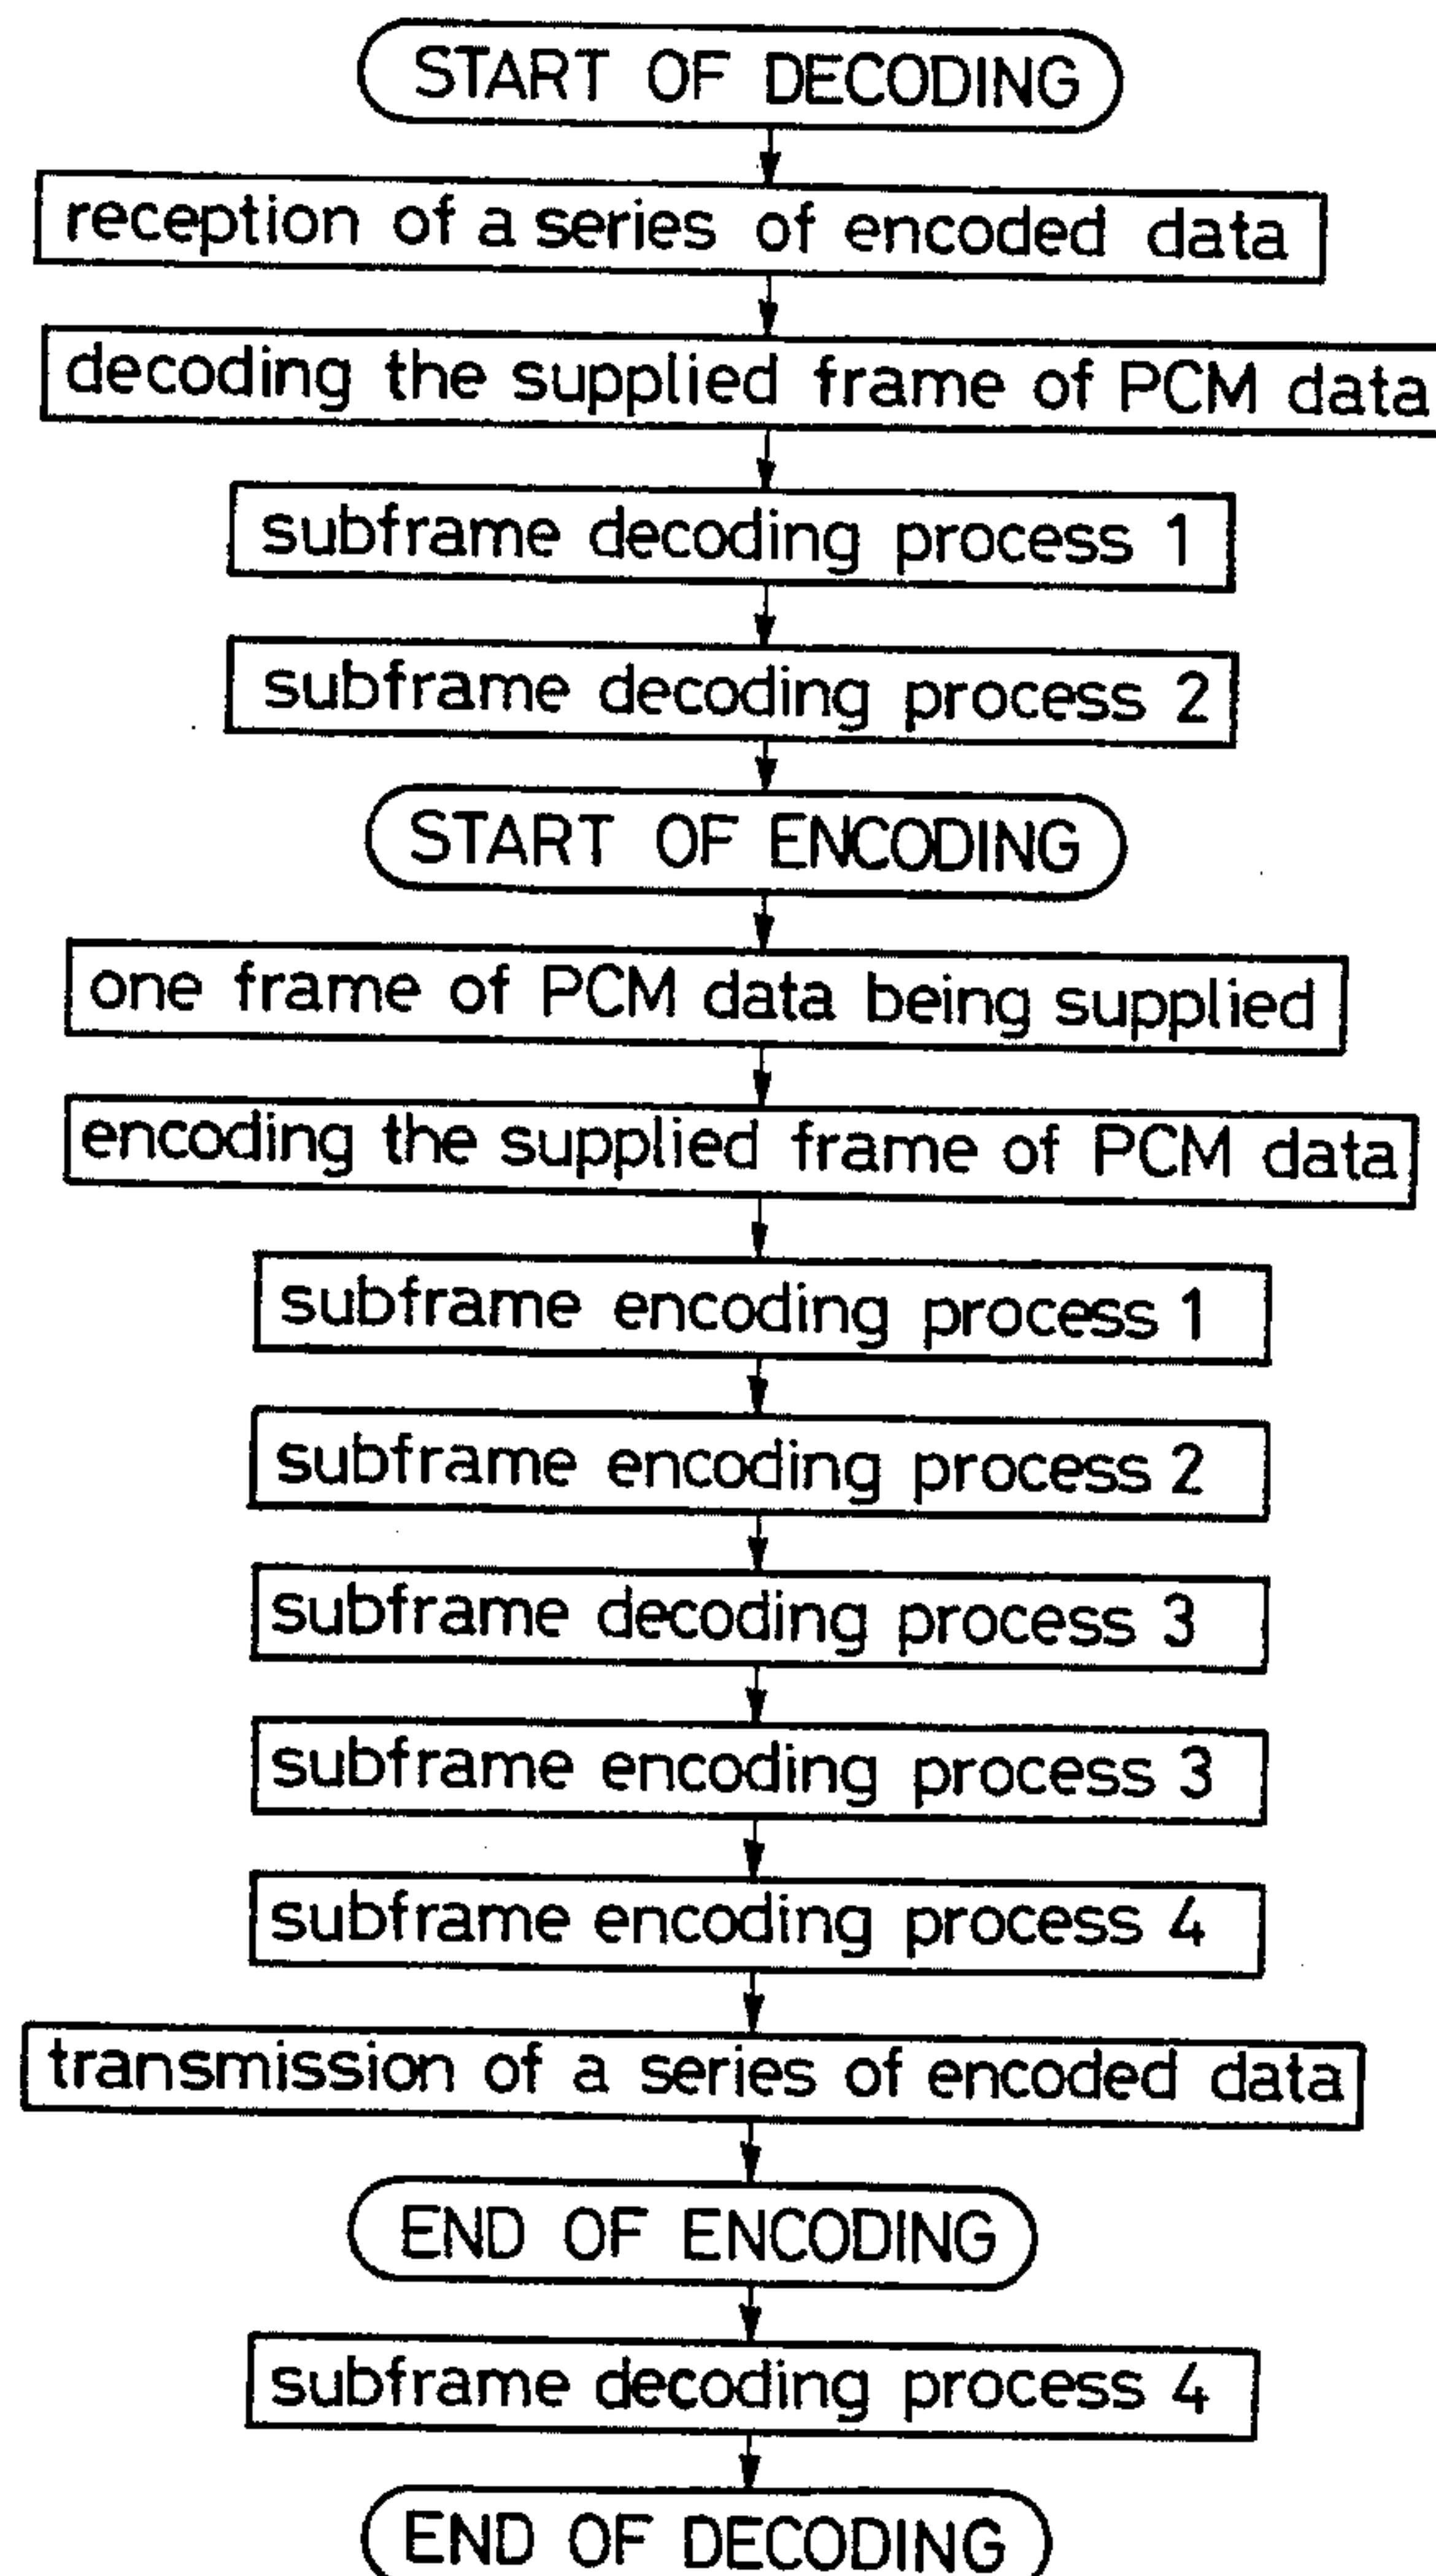 START OF DECODING
reception of a series of encoded data
decoding the supplied frame of PCM data
subframe decoding process 1
subframe decoding process 2
START OF ENCODING
one frame of PCM data being supplied
encoding the supplied frame of PCM data
subframe encoding process 1
subframe encoding process 2
subframe decoding process 3
subframe encoding process 3
subframe encoding process 4
transmission of a series of encoded data
END OF ENCODING
subframe decoding process 4
END OF DECODING